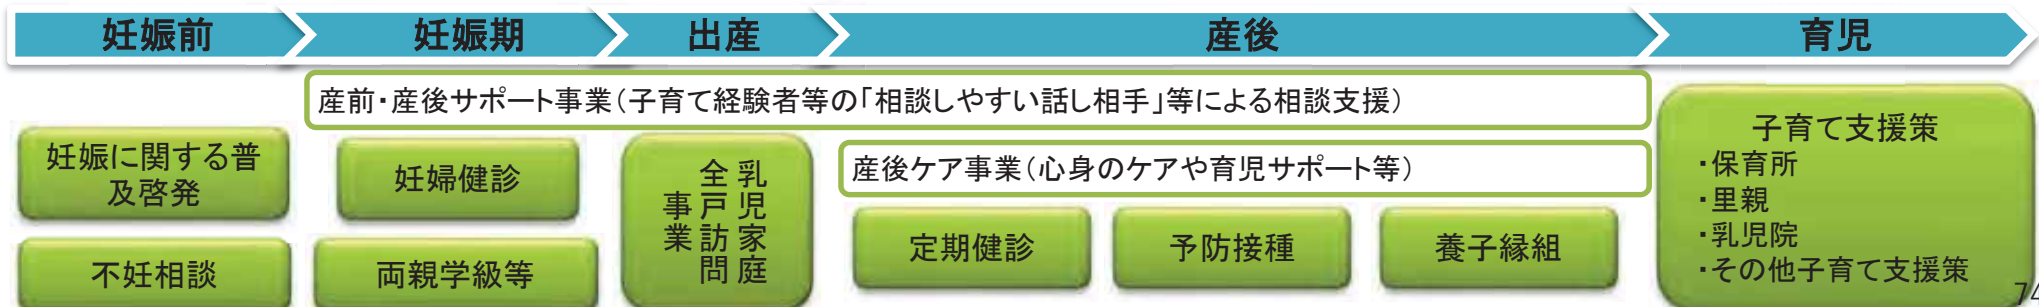 妊娠前
妊娠期
出産
産後
育児
産前・産後サポート事業(子育て経験者等の「相談しやすい話し相手」等による相談支援)
妊娠に関する普
及啓発
不妊相談
妊婦健診
両親学級等
乳児家庭
全戸訪問
事業
産後ケア事業(心身のケアや育児サポート等)
定期健診
予防接種
養子縁組
子育て支援策
・保育所
・里親
・乳児院
・その他子育て支援策
74